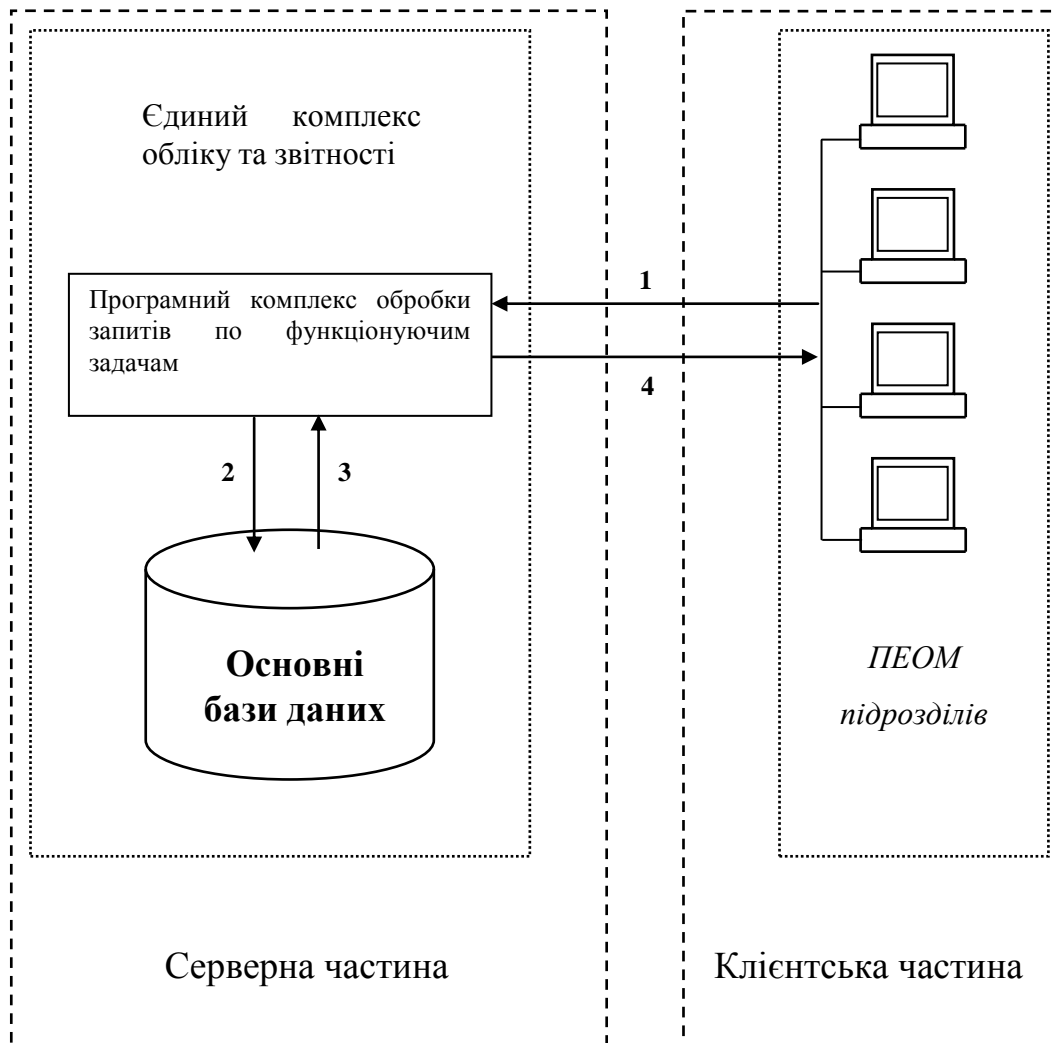 Єдиний комплекс
обліку та звітності
Програмний комплекс обробки
запитів по функціонуючим
задачам
1
4
2
3
Основні
бази даних
ПЕОМ
підрозділів
Серверна частина
Клієнтська частина